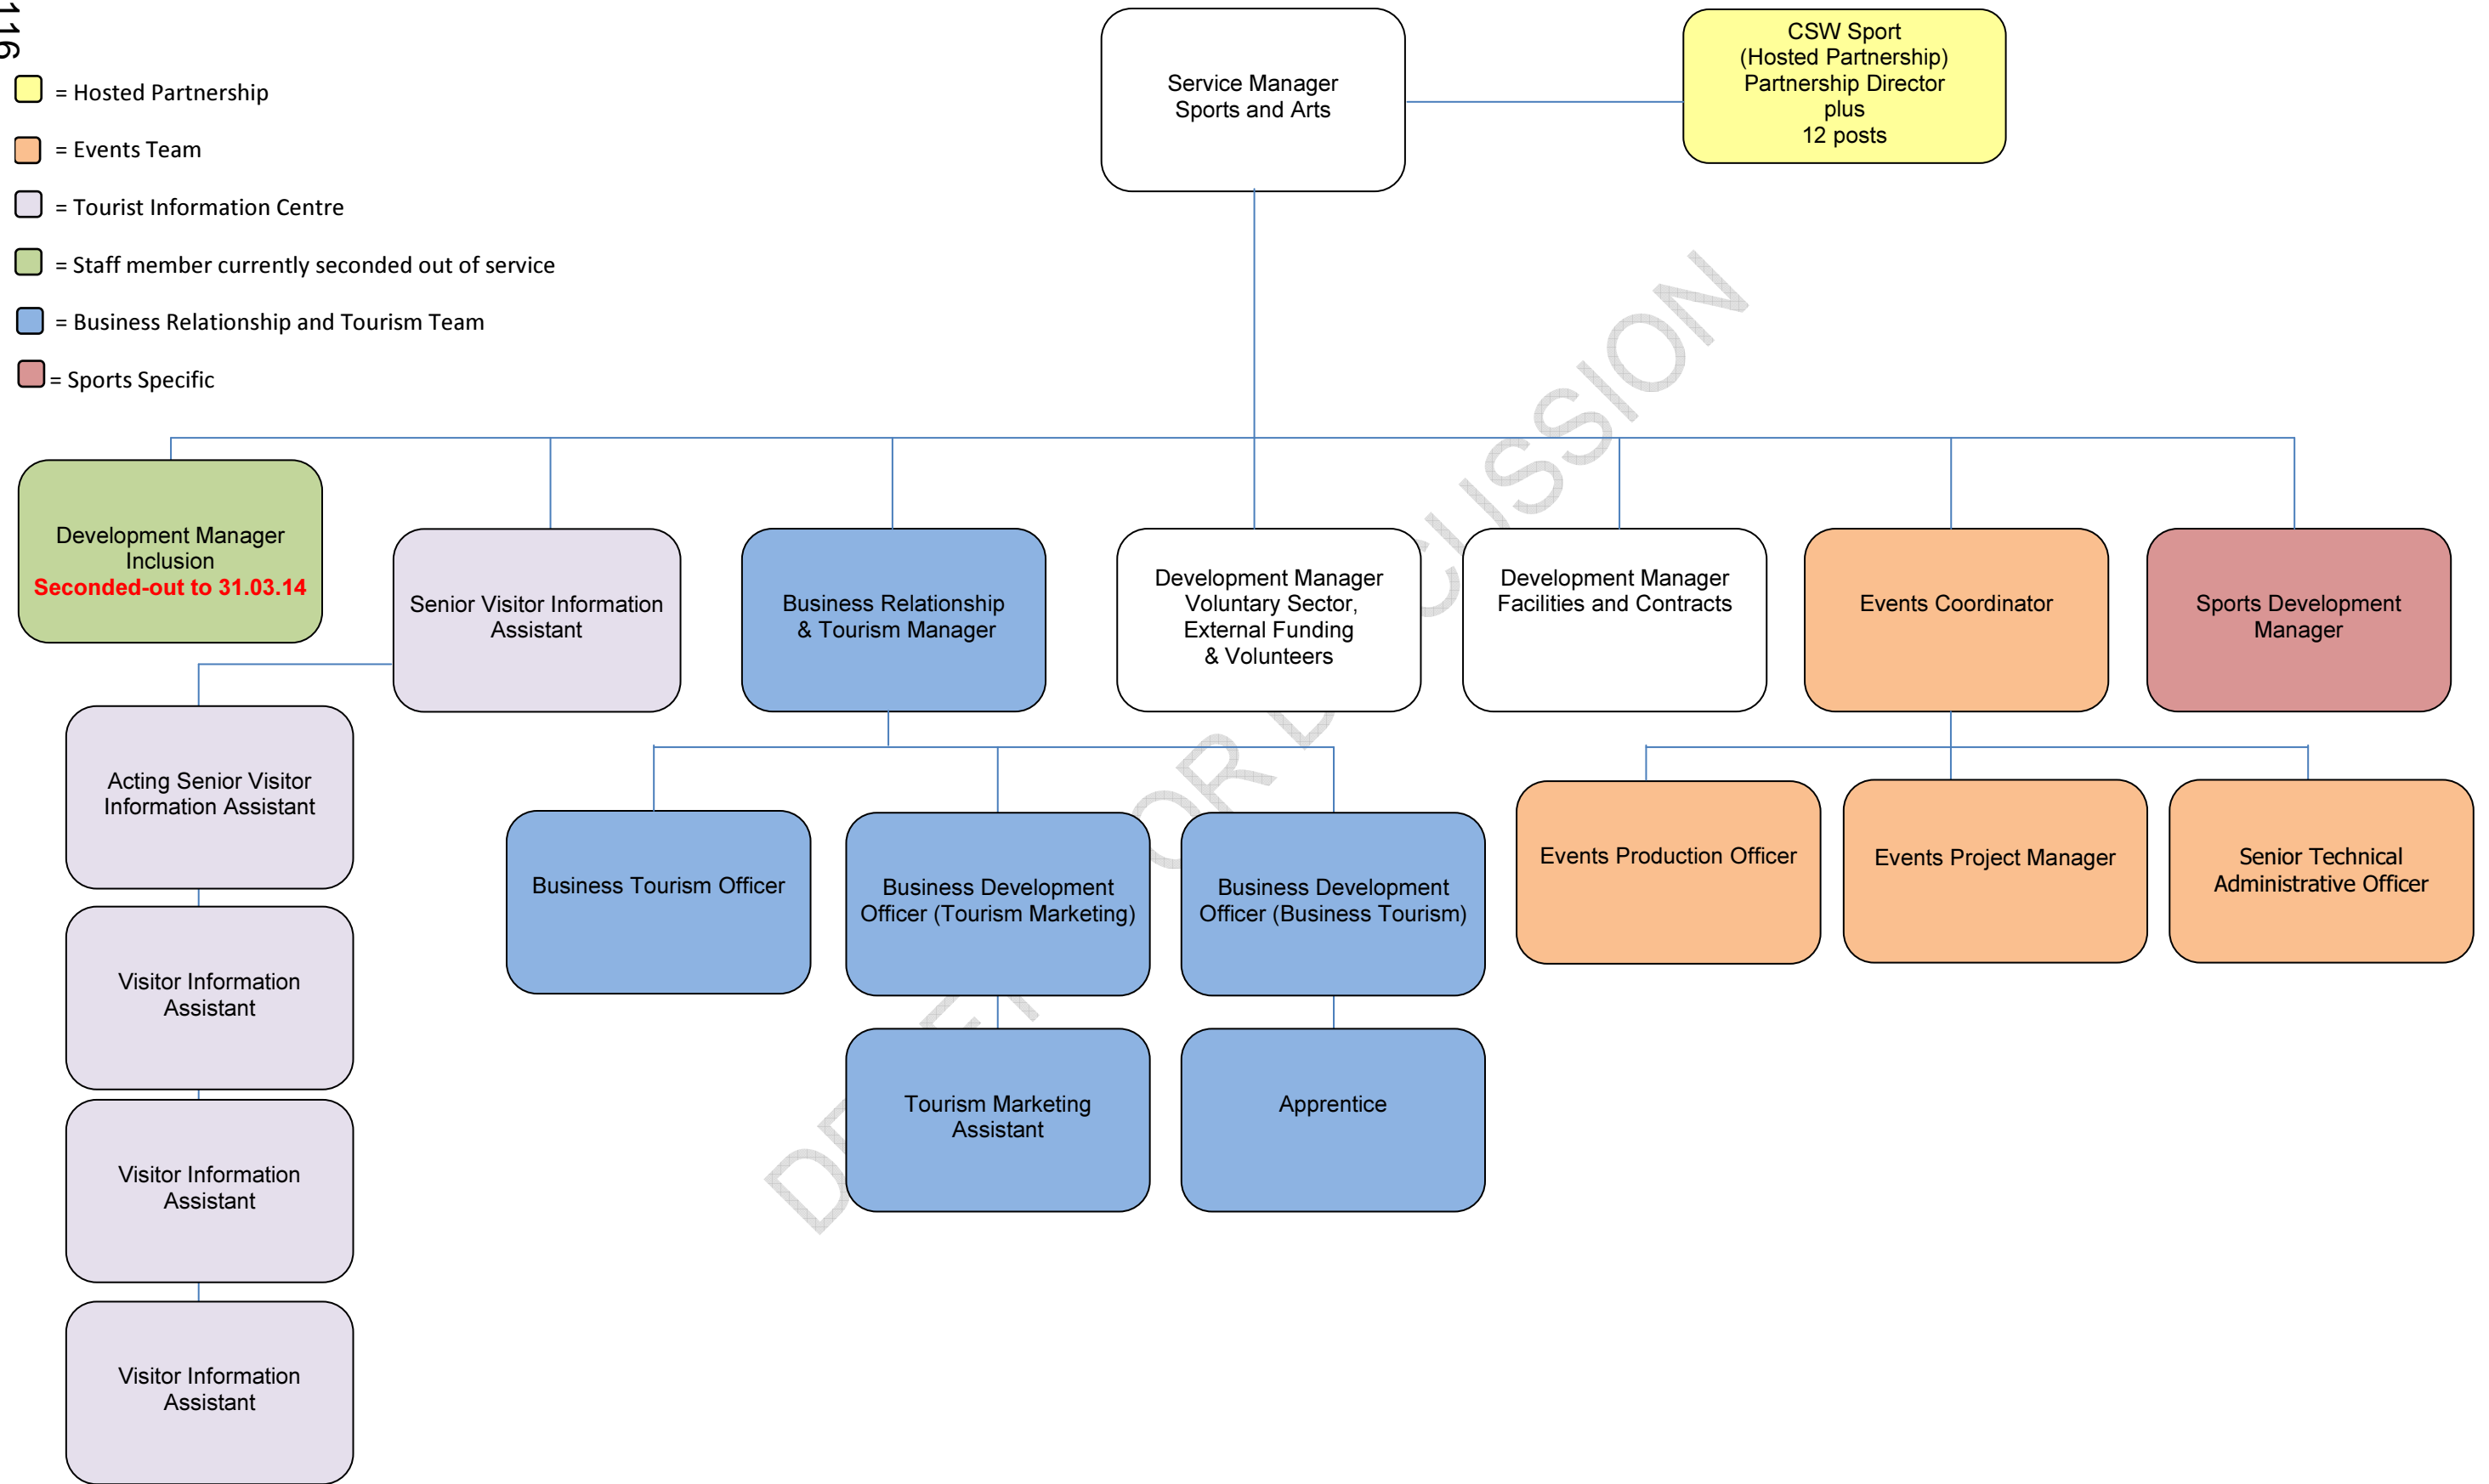 116
= Hosted Partnership
= Events Team
= Tourist Information Centre
= Staff member currently seconded out of service
= Business Relationship and Tourism Team
= Sports Specific
Service Manager
Sports and Arts
CSW Sport
(Hosted Partnership)
Partnership Director
plus
12 posts
Development Manager
Inclusion
Seconded-out to 31.03.14
Senior Visitor Information
Assistant
Business Relationship
& Tourism Manager
Development Manager
Voluntary Sector,
External Funding
& Volunteers
Development Manager
Facilities and Contracts
Events Coordinator
Sports Development
Manager
Acting Senior Visitor
Information Assistant
Visitor Information
Assistant
Visitor Information
Assistant
Visitor Information
Assistant
Business Tourism Officer
Business Development
Officer (Tourism Marketing)
Business Development
Officer (Business Tourism)
Tourism Marketing
Assistant
Apprentice
Events Production Officer
Events Project Manager
Senior Technical
Administrative Officer